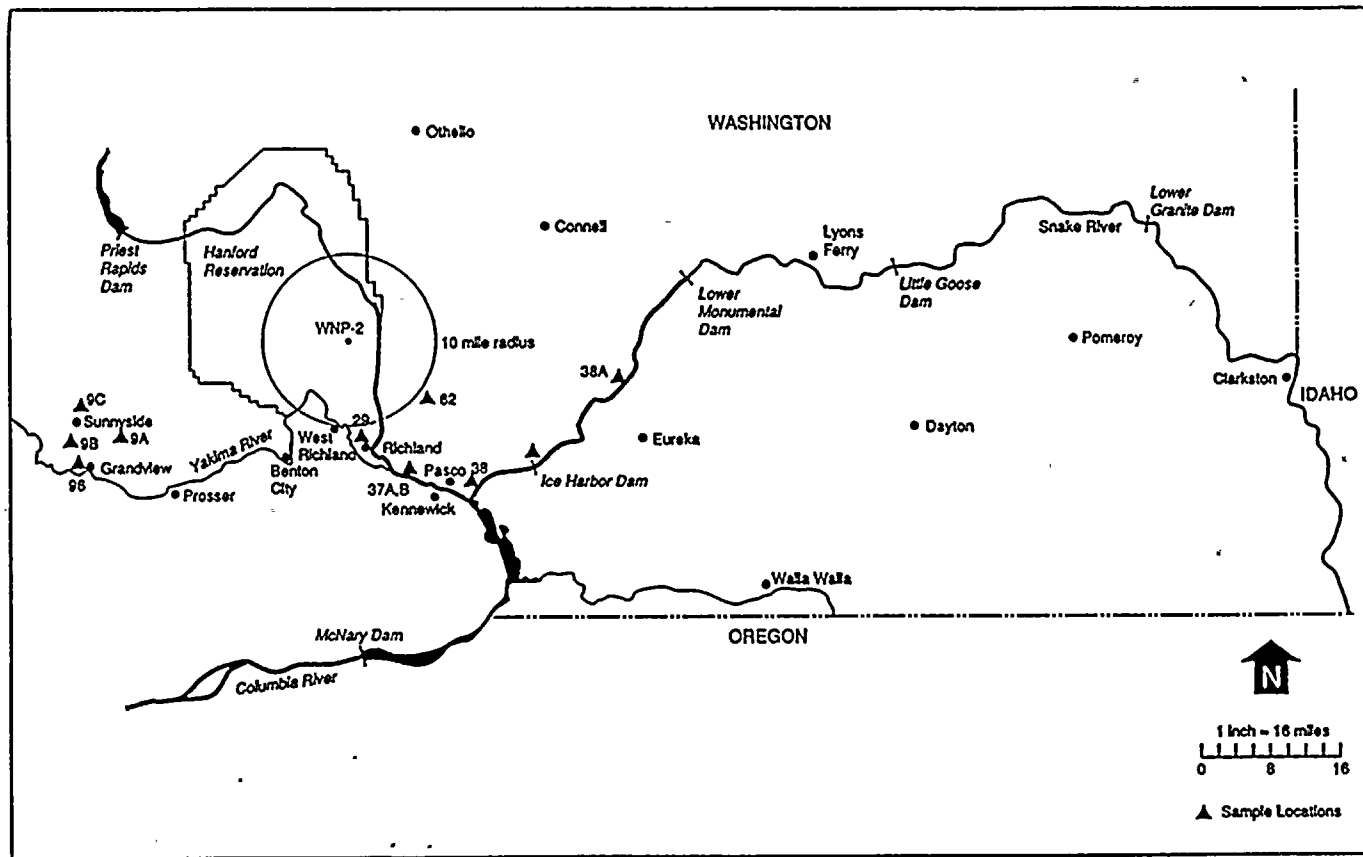 WASHINGTON
Othello
Connell
Lyons
Ferry
Snake River
Lower
Granite Dam
Priest
Rapids
Dam
Hanford
Reservation
WNP-2
10 mile radius
Lower
Monumental
Dam
Little Goose
Dam
Pomeroy
Clarkston
IDAHO
38A
62
9C
Sunnyside
9B
9A
96
Grandview
Yakima River
Prosser
Benton
City
West
Richland
29
Richland
37A,B
Pasco
38
Kennewick
Ice Harbor Dam
Eureka
Dayton
Walla Walla
OREGON
McNary Dam
Columbia River
N
1 inch = 16 miles
0 8 16
Sample Locations